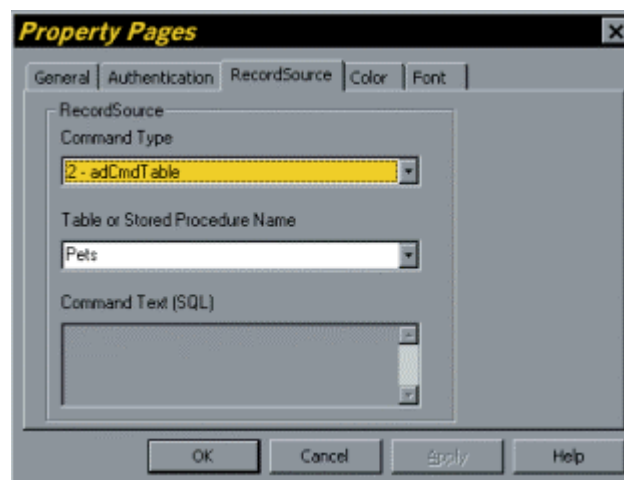 Property Pages
General Authentication RecordSource Color Font
RecordSource
Command Type
2 - adCmdTable
Table or Stored Procedure Name
Pets
Command Text (SQL)
OK Cancel Apply Help